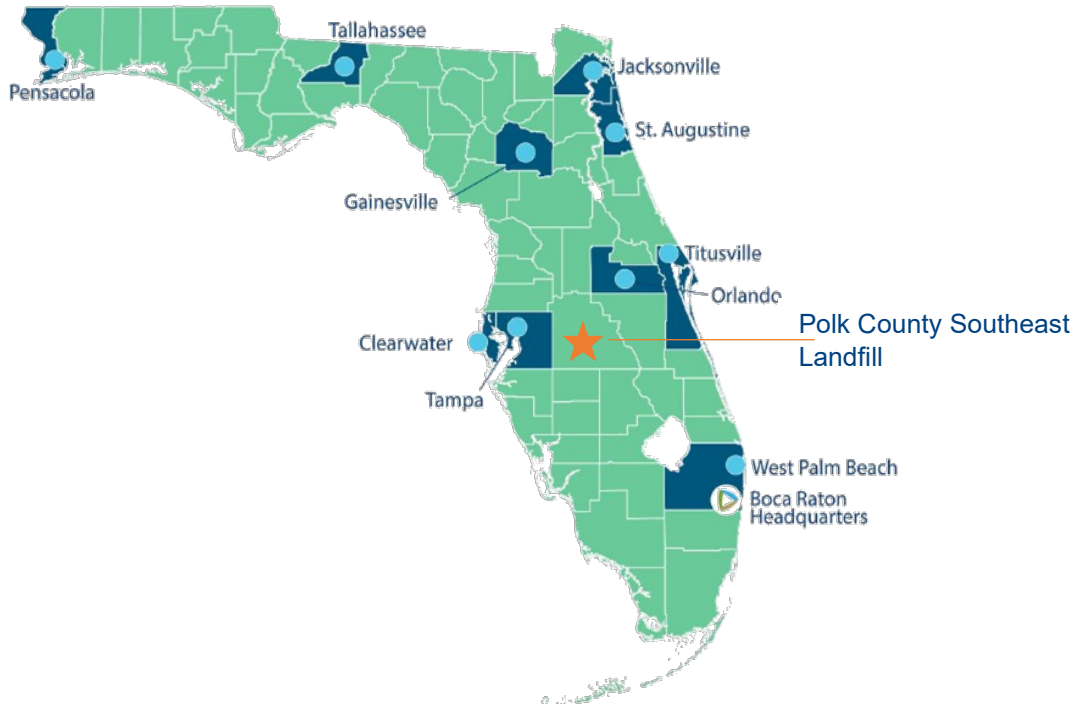 Tallahassee
Pensacola
Jacksonville
St. Augustine
Gainesville
Titusville
Orlando
Polk County Southeast
Landfill
Clearwater
Tampa
West Palm Beach
Boca Raton
Headquarters